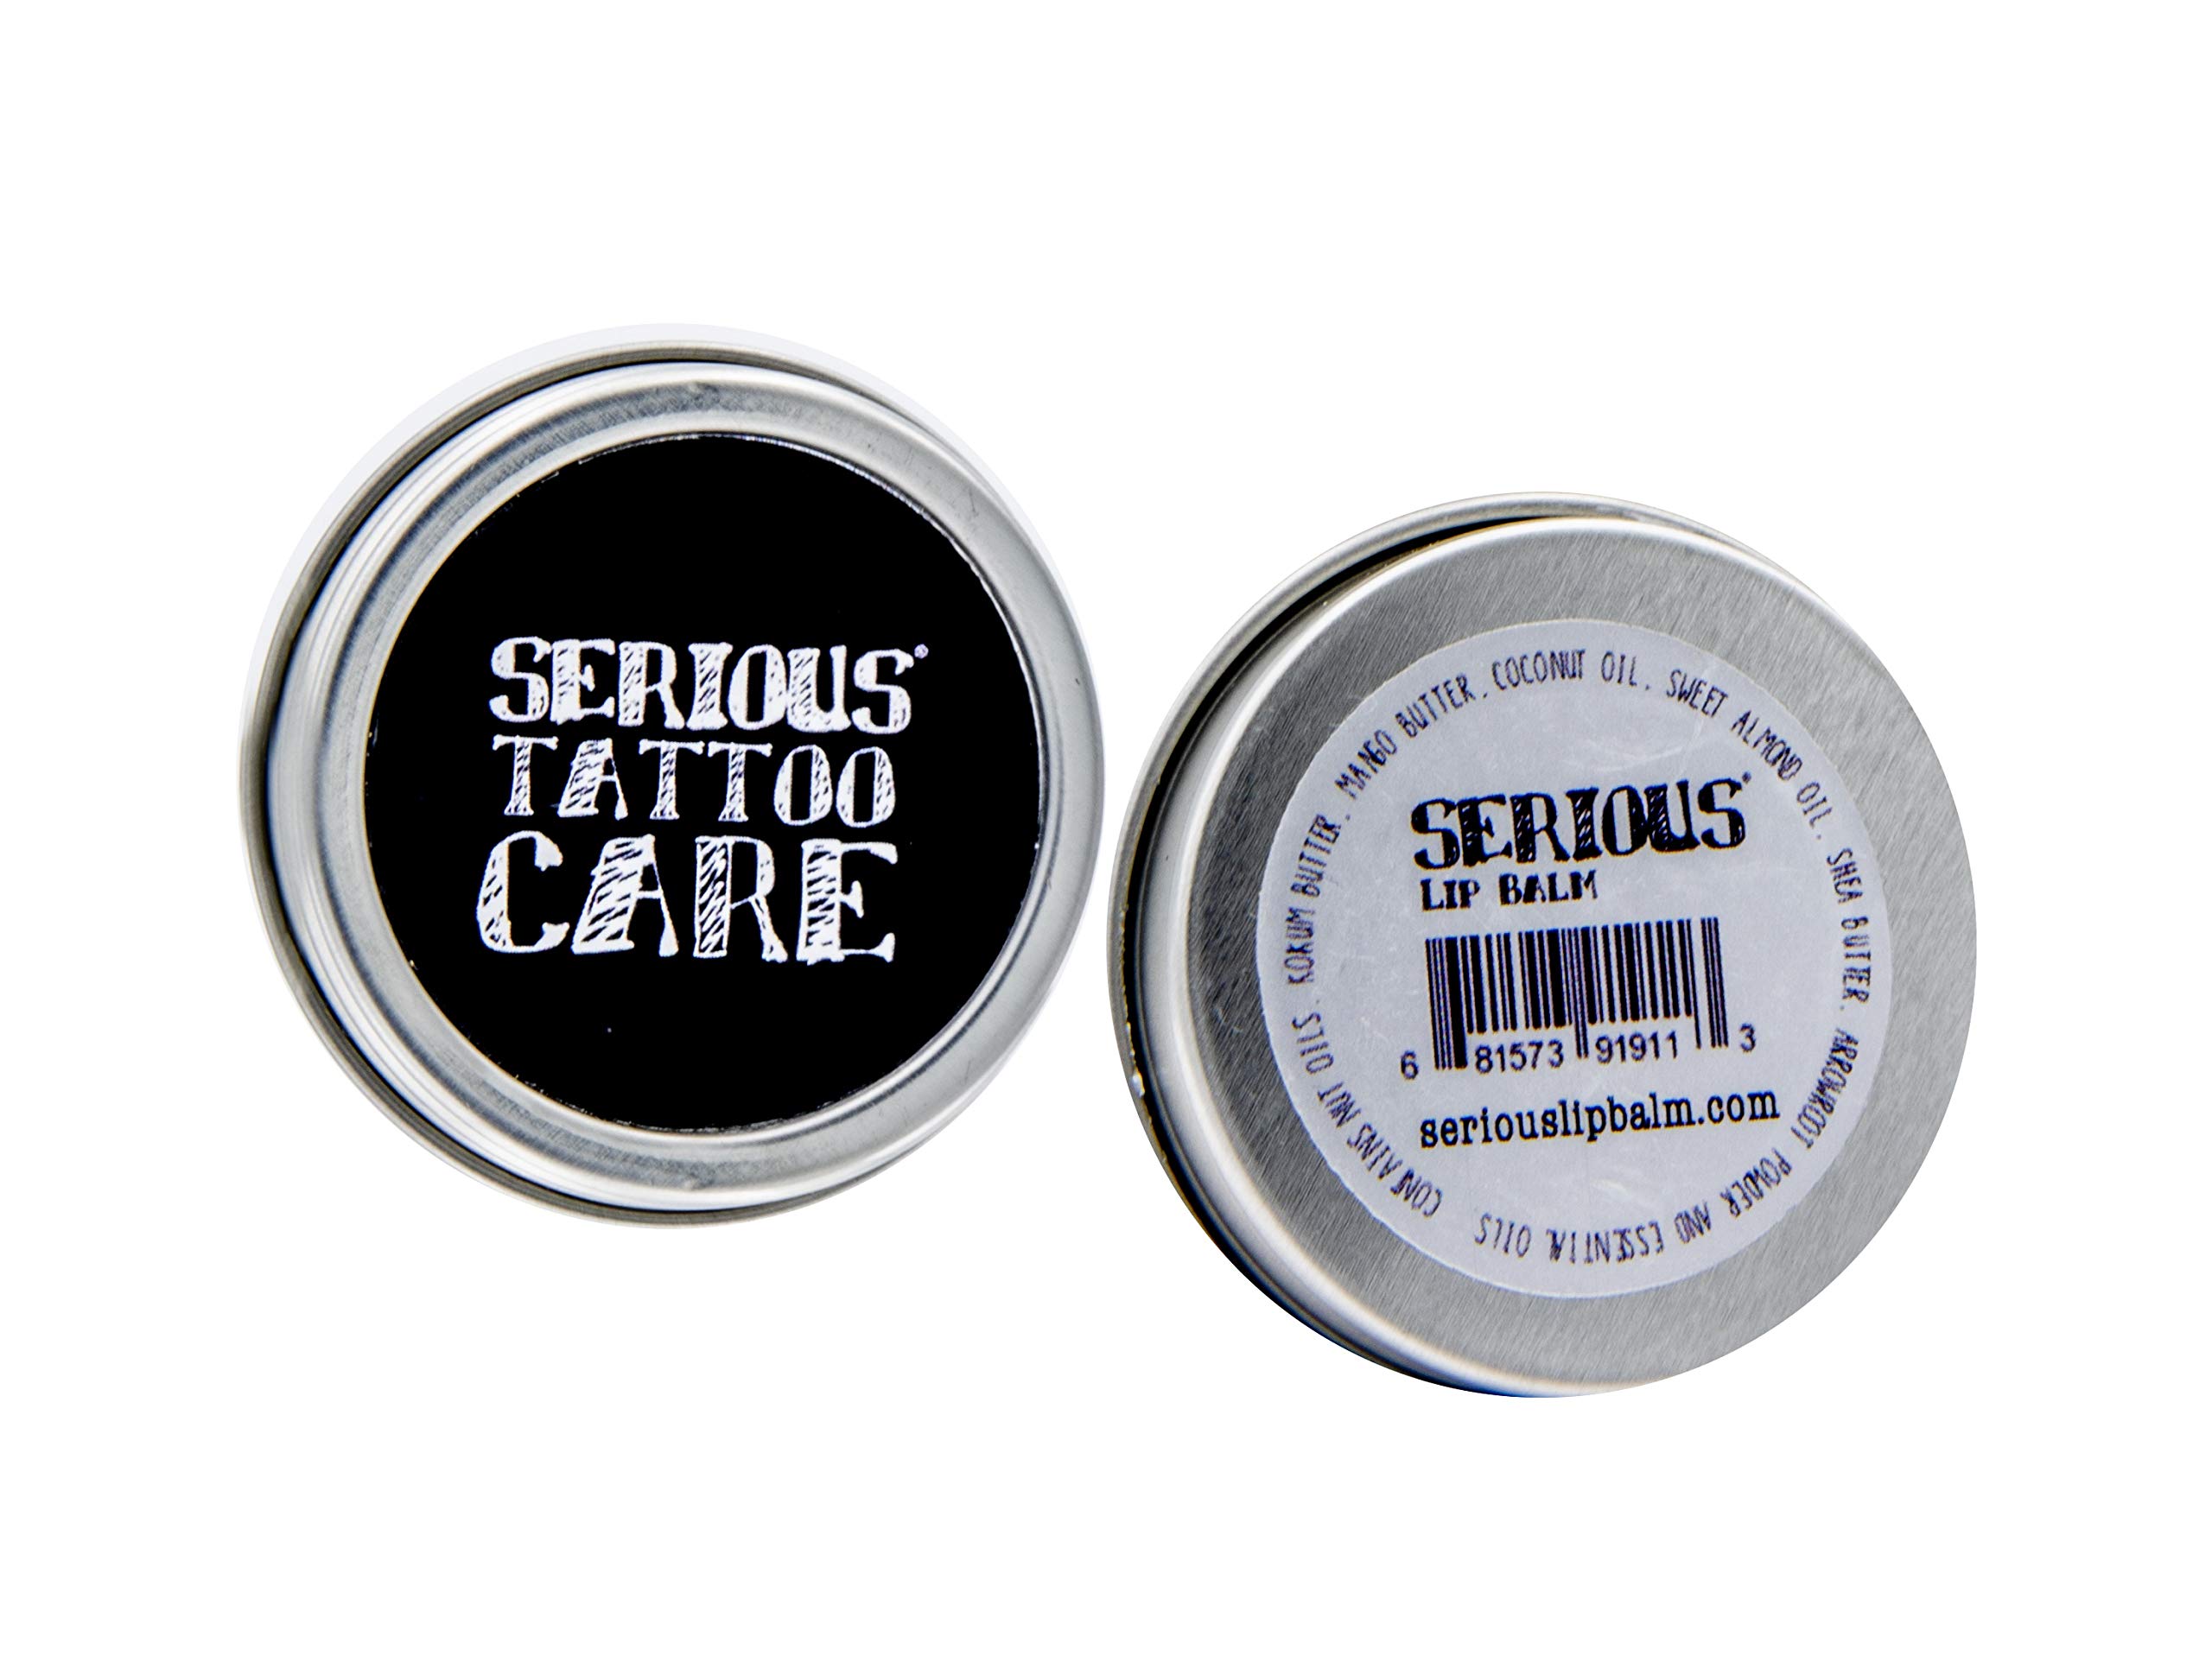 SERIOUS®
TATTOO
CARE
KOKUM BUTTER. MANGO BUTTER. COCONUT OIL. SWEET ALMOND OIL. SHEA BUTTER. ARROWROOT POWDER AND ESSENTIAL OILS
CONTAINS NUT OILS.
SERIOUS®
LIP BALM
6 81573 91911 3
seriouslipbalm.com